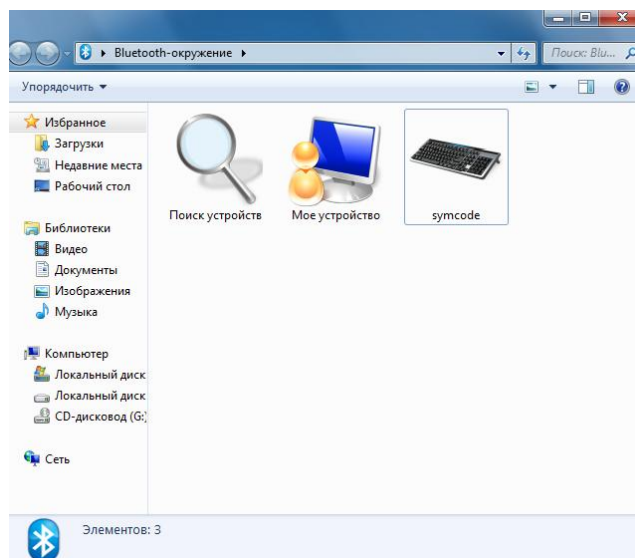 Bluetooth-окружение
Поиск: Blu...
Упорядочить
Избранное
Загрузки
Недавние места
Рабочий стол
Библиотеки
Видео
Документы
Изображения
Музыка
Компьютер
Локальный диск
Локальный диск
CD-дисковод (G:)
Сеть
Поиск устройств
Мое устройство
symcode
Элементов: 3